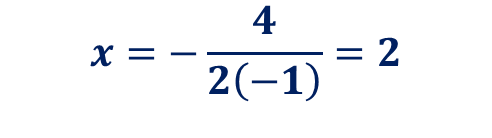 x = − 4/2(−1) = 2